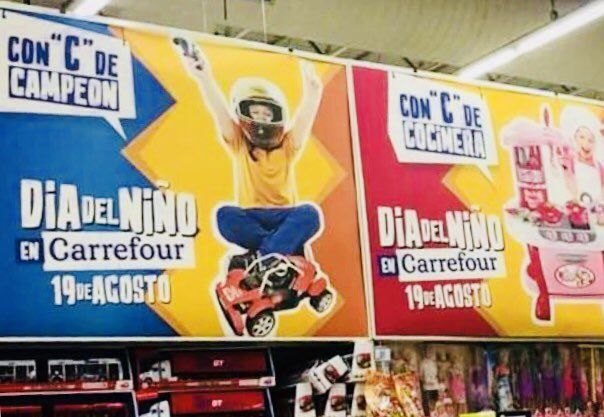 CON "C" DE
CAMPEON
DiA DEL NiÑO
EN Carrefour
19 DE AGOSTO
CON "C" DE
COCINERA
DiA DEL NiÑO
EN Carrefour
19 DE AGOSTO